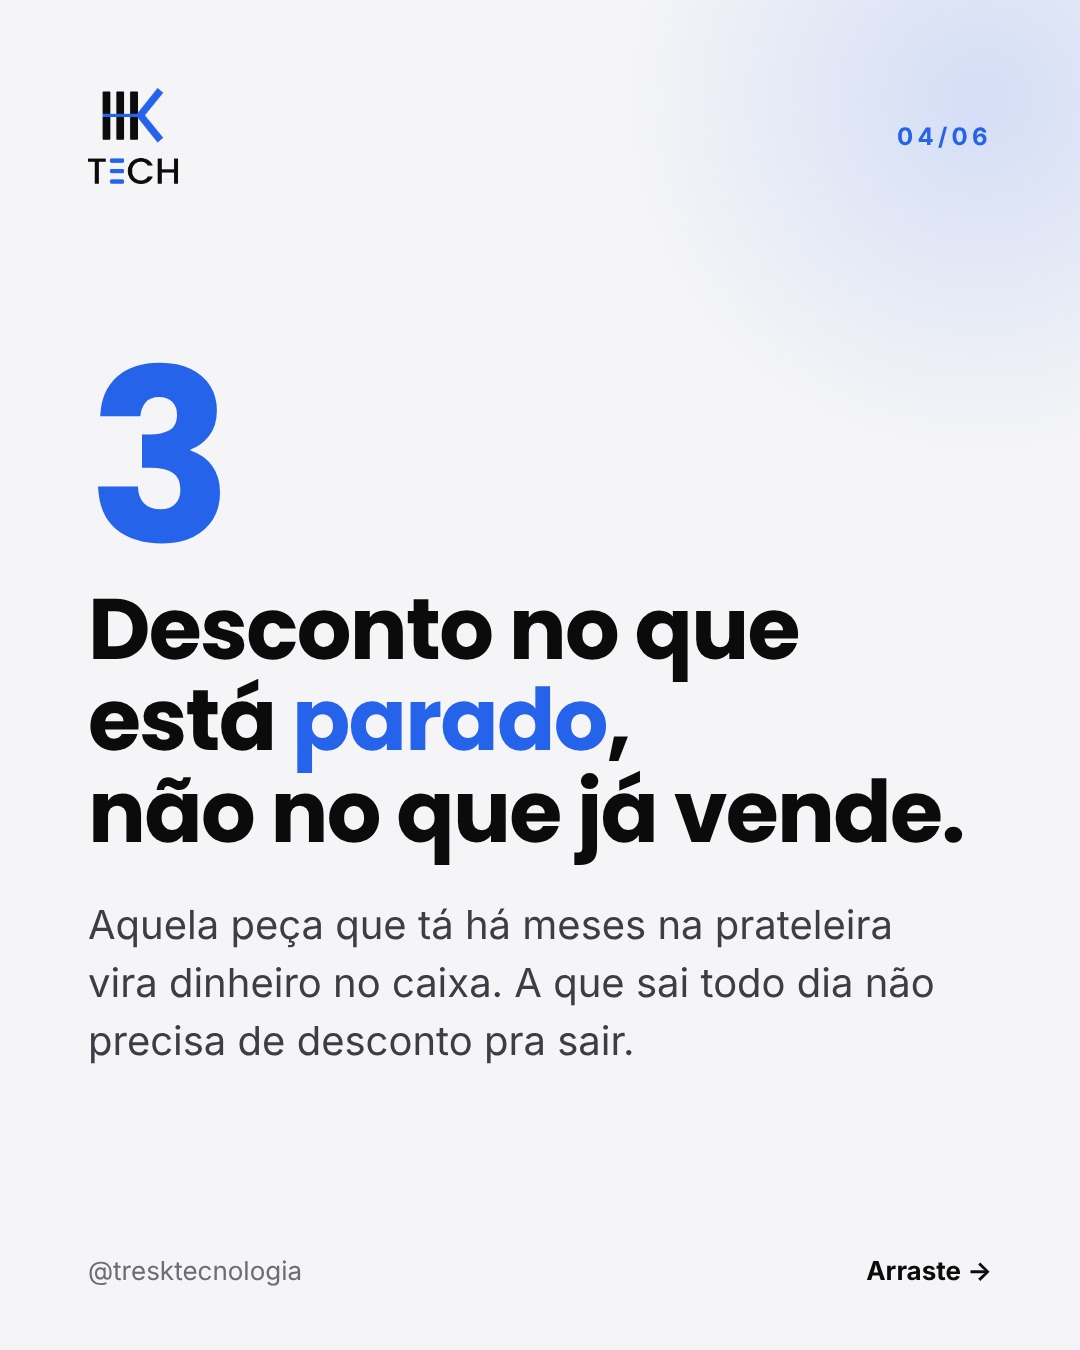 TECH
04/06
3
Desconto no que
está parado,
não no que já vende.
Aquela peça que tá há meses na prateleira
vira dinheiro no caixa. A que sai todo dia não
precisa de desconto pra sair.
@tresktecnologia
Arraste →